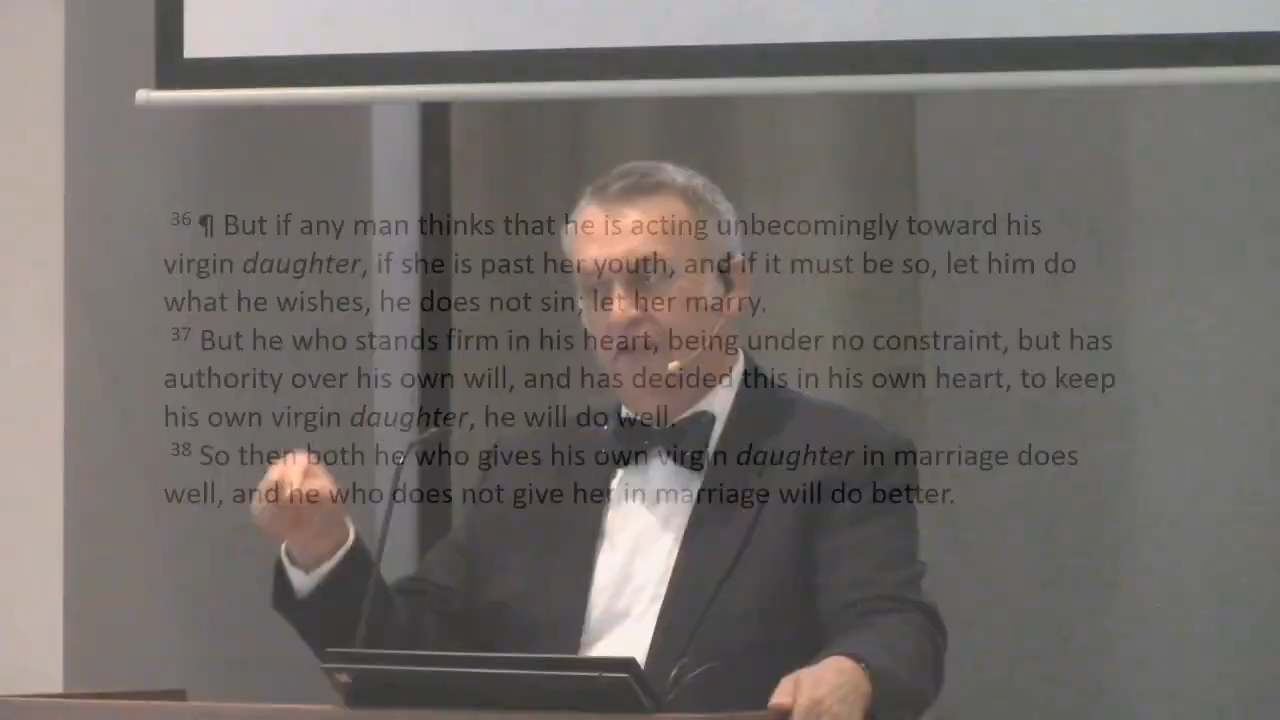 36 ¶ But if any man thinks that he is acting unbecomingly toward his
virgin daughter, if she is past her youth, and if it must be so, let him do
what he wishes, he does not sin; let her marry.
37 But he who stands firm in his heart, being under no constraint, but has
authority over his own will, and has decided this in his own heart, to keep
his own virgin daughter, he will do well.
38 So then both he who gives his own virgin daughter in marriage does
well, and he who does not give her in marriage will do better.